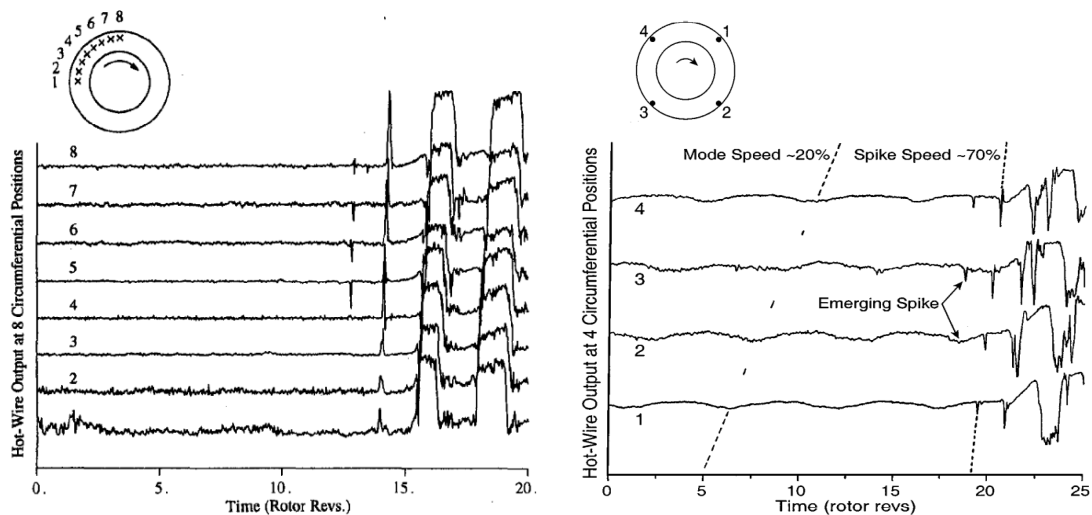 1 2 3 4 5 6 7 8
Hot-Wire Output at 8 Circumferential Positions
8
7
6
5
4
3
2
0. 5. 10. 15. 20.
Time (Rotor Revs.)
4 1
3 2
Hot-Wire Output at 4 Circumferential Positions
Mode Speed ~20% Spike Speed ~70%
4
3
Emerging Spike
2
1
0 5 10 15 20 25
Time (rotor revs)